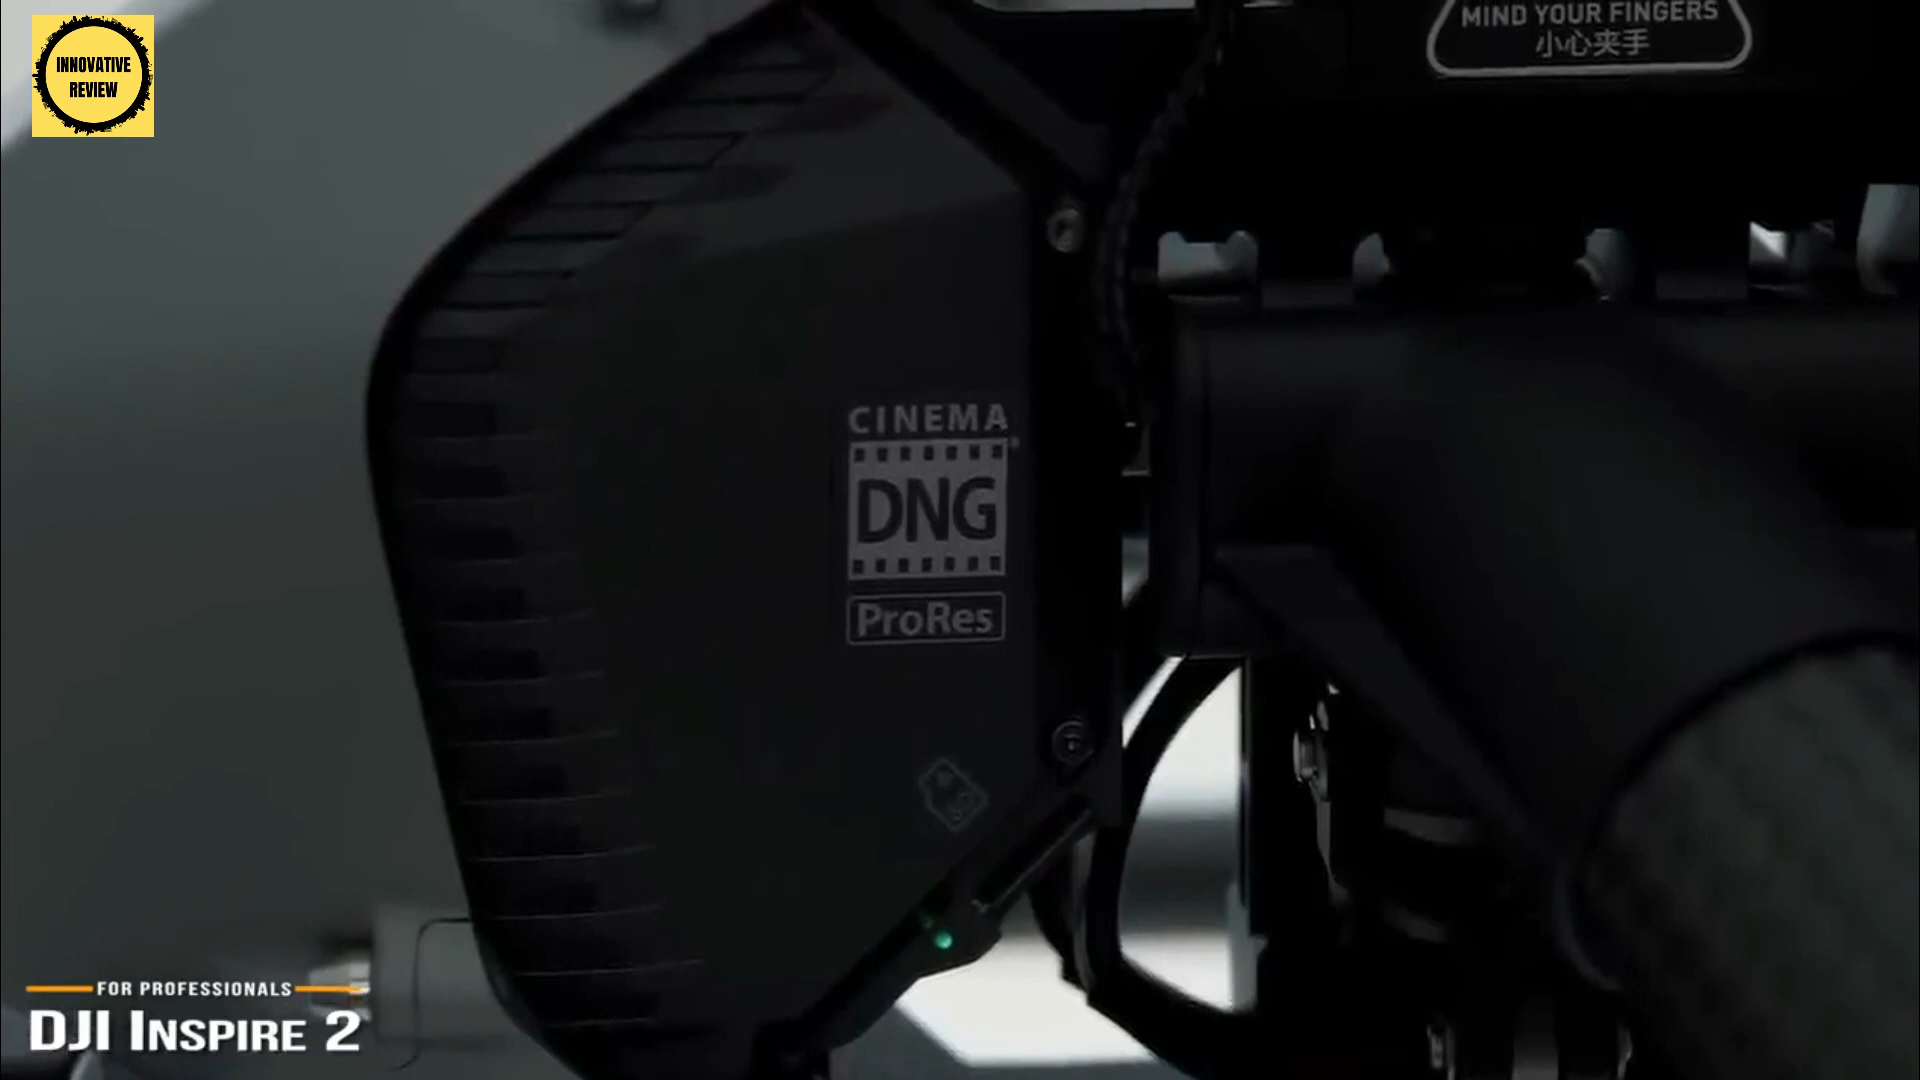 INNOVATIVE
REVIEW
MIND YOUR FINGERS
小心夹手
CINEMA
DNG
ProRes
FOR PROFESSIONALS
DJI INSPIRE 2